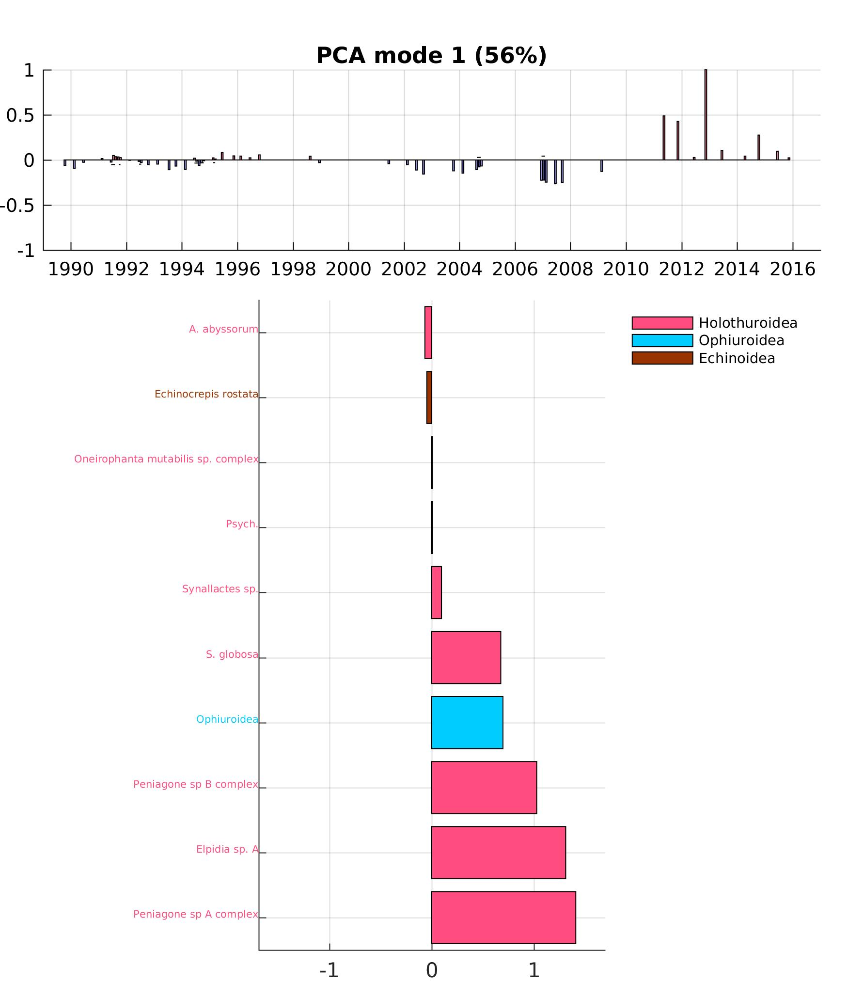 PCA mode 1 (56%)
1
0.5
0
-0.5
-1
1990 1992 1994 1996 1998 2000 2002 2004 2006 2008 2010 2012 2014 2016
Holothuroidea
Ophiuroidea
Echinoidea
A. abyssorum
Echinocrepis rostata
Oneirophanta mutabilis sp. complex
Psych.
Synallactes sp.
S. globosa
Ophiuroidea
Peniagone sp B complex
Elpidia sp. A
Peniagone sp A complex
-1 0 1